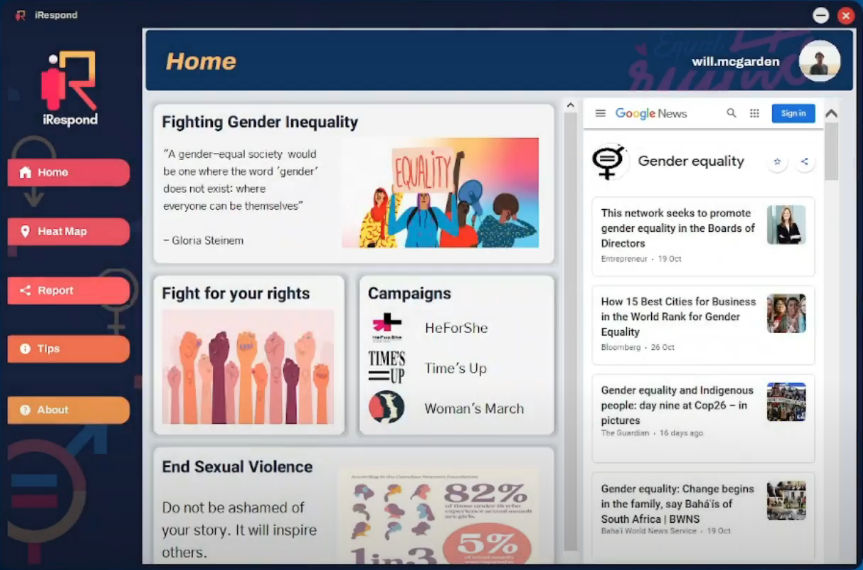 iRespond
iRespond
Home
Heat Map
Report
Tips
About
Home
will.mcgarden
Fighting Gender Inequality
“A gender-equal society would
be one where the word ‘gender’
does not exist: where
everyone can be themselves”
– Gloria Steinem
EQUALITY
Fight for your rights
Campaigns
HeForShe
HeForShe
TIME'S
UP
Time's Up
Woman's March
End Sexual Violence
Do not be ashamed of
your story. It will inspire
others.
82%
1 in 3
5%
Google News
Sign in
Gender equality
This network seeks to promote
gender equality in the Boards of
Directors
Entrepreneur • 19 Oct
How 15 Best Cities for Business
in the World Rank for Gender
Equality
Bloomberg • 26 Oct
Gender equality and Indigenous
people: day nine at Cop26 – in
pictures
The Guardian • 16 days ago
Gender equality: Change begins
in the family, say Bahá'ís of
South Africa | BWNS
Bahá'í World News Service • 19 Oct